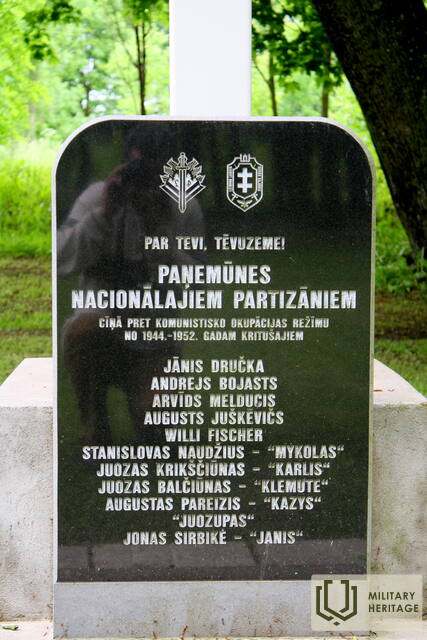 PAR TEVI, TĒVUZEME!
PAŅEMŪNES
NACIONĀLAJIEM PARTIZĀNIEM
CĪŅĀ PRET KOMUNISTISKO OKUPĀCIJAS REŽĪMU
NO 1944.-1952. GADAM KRITUŠAJIEM
JĀNIS DRUČKA
ANDREJS BOJASTS
ARVĪDS MELDUCIS
AUGUSTS JUŠKEVIČS
WILLI FISCHER
STANISLOVAS NAUDŽIUS - "MYKOLAS"
JUOZAS KRIKŠČIŪNAS - "KARLIS"
JUOZAS BALČIŪNAS - "KLEMUTE"
AUGUSTAS PAREIZIS - "KAZYS"
"JUOZUPAS"
JONAS SIRBIKĖ - "JANIS"
MILITARY
HERITAGE